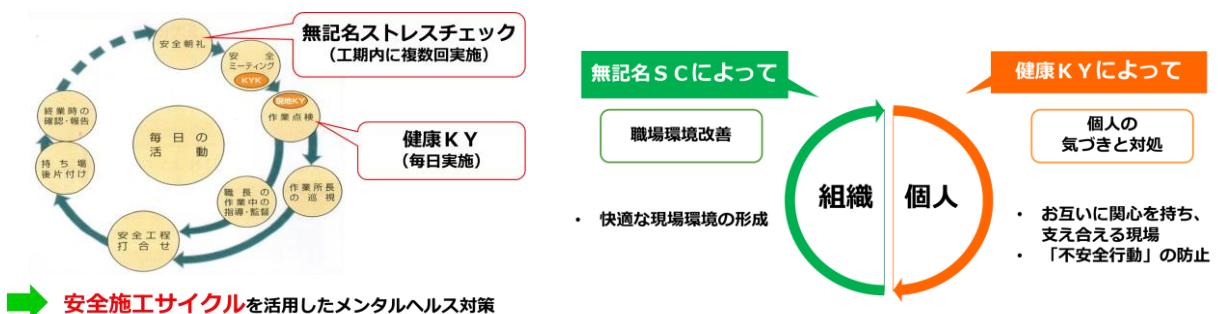 無記名ストレスチェック
（工期内に複数回実施）
安全朝礼
安全
ミーティング
KYK
現地KY
作業点検
健康ＫＹ
（毎日実施）
作業所長
の巡視
職長の
作業中の
指導・監督
安全工程
打合せ
持ち場
後片付け
終業時の
確認・報告
毎日の
活動
安全施工サイクルを活用したメンタルヘルス対策
無記名ＳＣによって
職場環境改善
• 快適な現場環境の形成
組織
個人
健康ＫＹによって
個人の
気づきと対処
• お互いに関心を持ち、
支え合える現場
• 「不安全行動」の防止